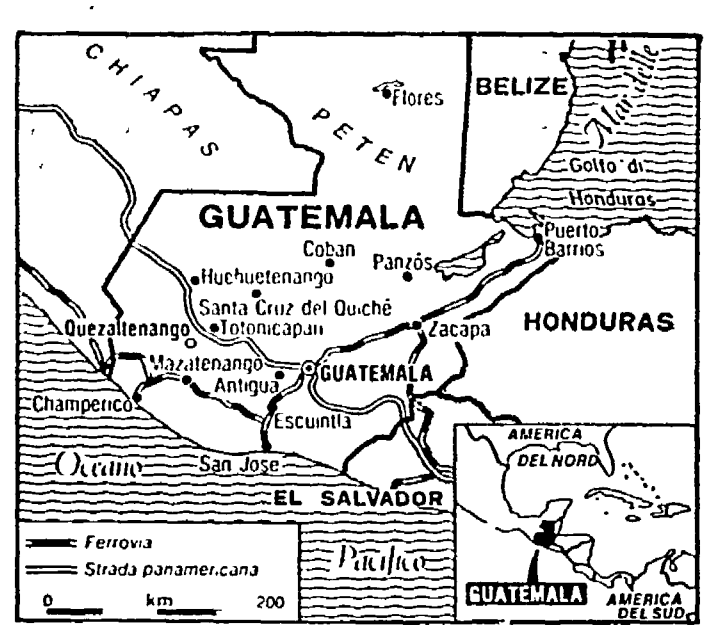 CHIAPAS
PETEN
Flores
BELIZE
Mar delle
Golfo di
Honduras
GUATEMALA
Puerto
Barrios
Coban
Panzós
Huehuetenango
Santa Cruz del Quiché
Totonicapan
Quezaltenango
Zacapa
HONDURAS
Mazatenango
Antigua
GUATEMALA
Champerico
Escuintla
San Jose
Oceano
Pacifico
EL SALVADOR
Ferrovia
Strada panamericana
0 km 200
AMERICA
DEL NORD
GUATEMALA
AMERICA
DEL SUD